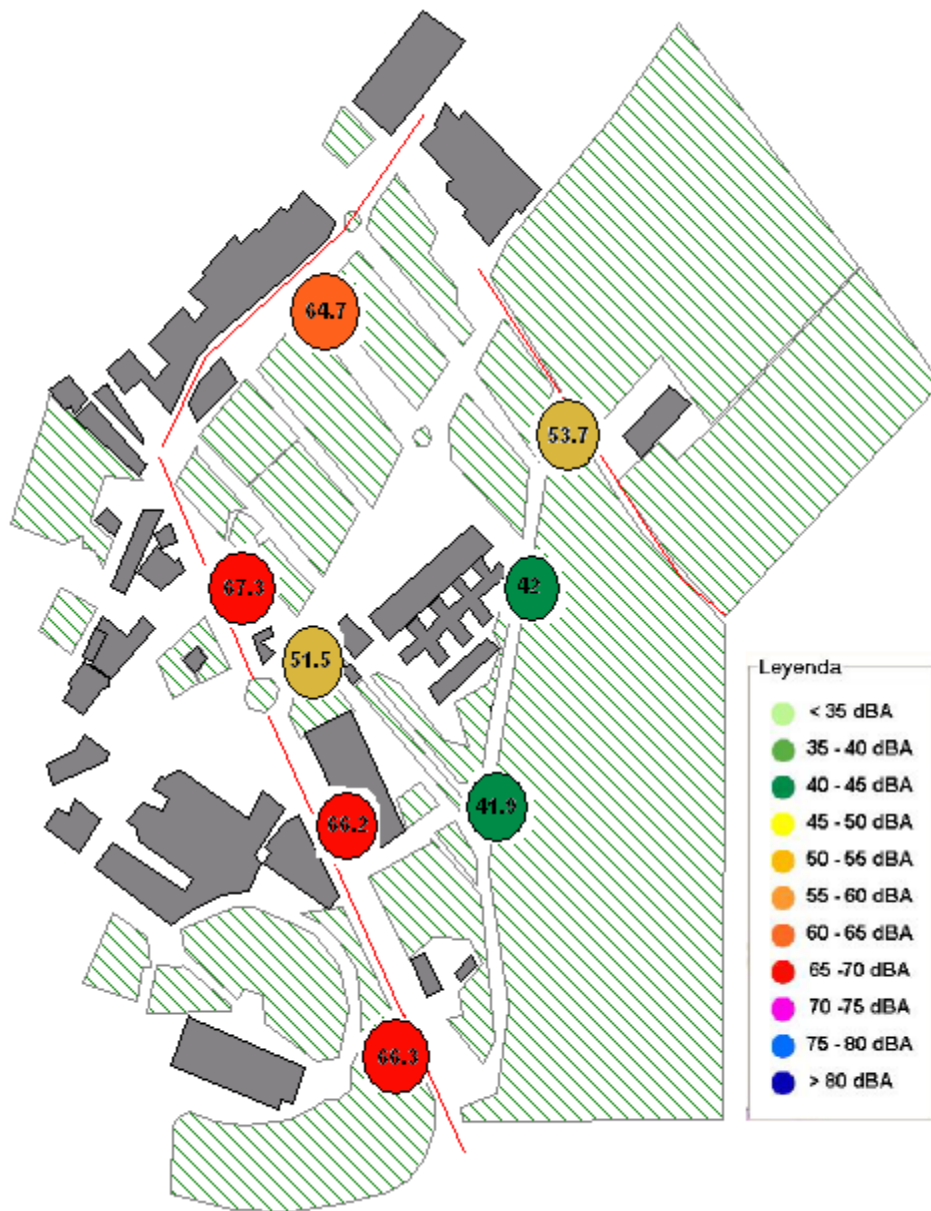 64.7
53.7
67.3
42
51.5
41.9
66.2
66.3
Leyenda
< 35 dBA
35 - 40 dBA
40 - 45 dBA
45 - 50 dBA
50 - 55 dBA
55 - 60 dBA
60 - 65 dBA
65 -70 dBA
70 -75 dBA
75 - 80 dBA
> 80 dBA